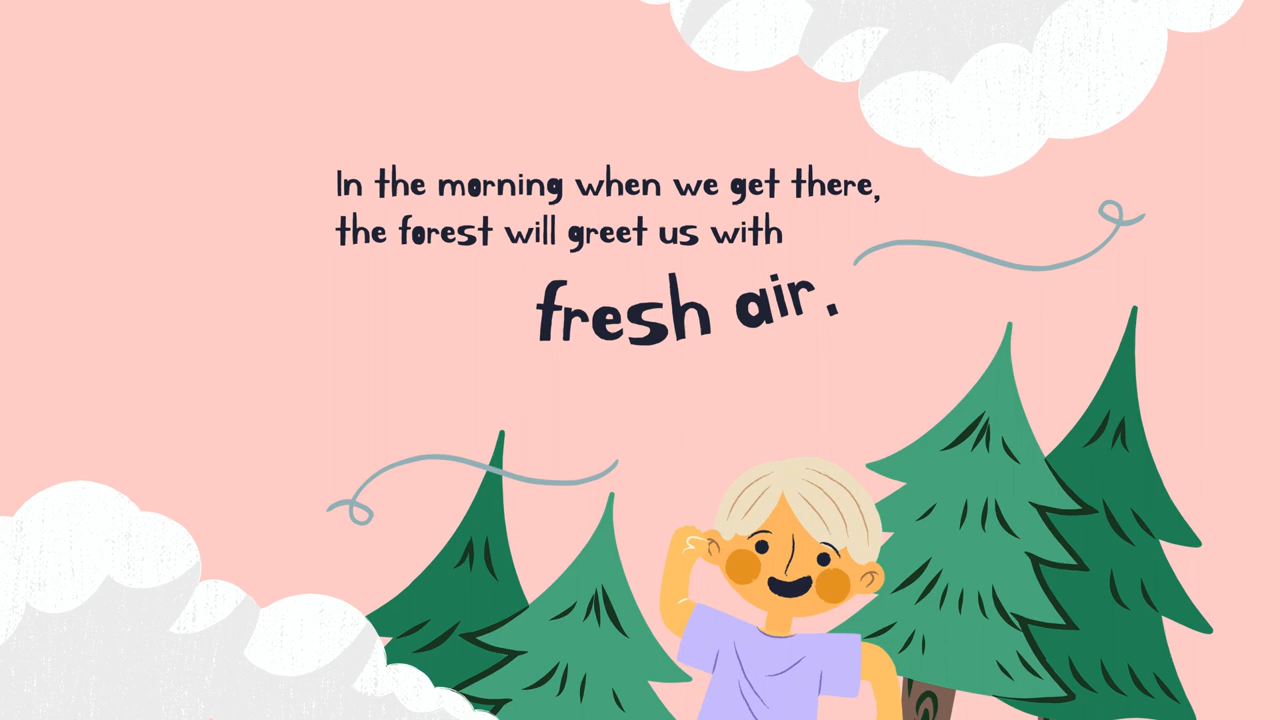 In the morning when we get there,
the forest will greet us with
fresh air.